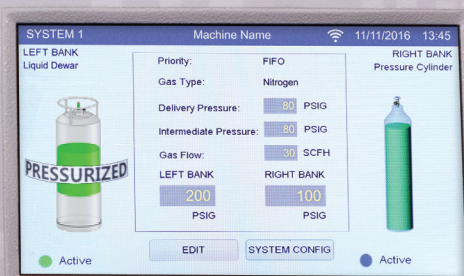 SYSTEM 1 Machine Name 11/11/2016 13:45
LEFT BANK
Liquid Dewar
RIGHT BANK
Pressure Cylinder
Priority: FIFO
Gas Type: Nitrogen
Delivery Pressure: 80 PSIG
Intermediate Pressure: 80 PSIG
Gas Flow: 30 SCFH
LEFT BANK RIGHT BANK
200 100
PSIG PSIG
PRESSURIZED
EDIT SYSTEM CONFIG
Active Active